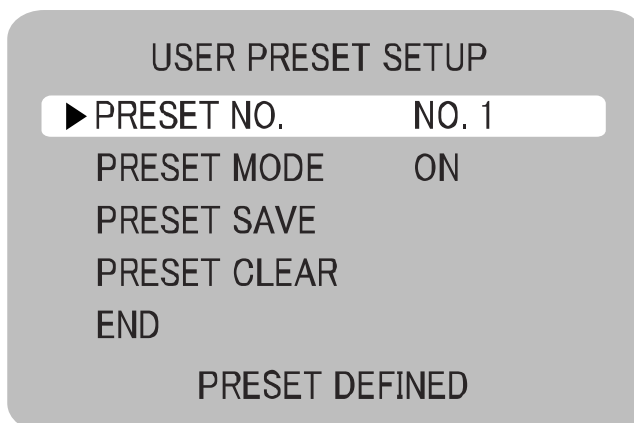 USER PRESET SETUP
▶PRESET NO. NO. 1
PRESET MODE ON
PRESET SAVE
PRESET CLEAR
END
PRESET DEFINED